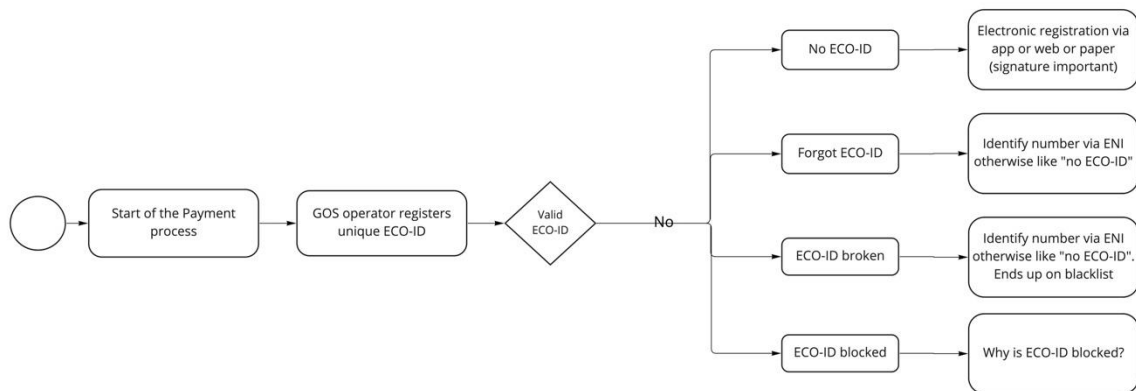 Start of the Payment
process
GOS operator registers
unique ECO-ID
Valid
ECO-ID
No
No ECO-ID
Electronic registration via
app or web or paper
(signature important)
Forgot ECO-ID
Identify number via ENI
otherwise like "no ECO-ID"
ECO-ID broken
Identify number via ENI
otherwise like "no ECO-ID".
Ends up on blacklist
ECO-ID blocked
Why is ECO-ID blocked?